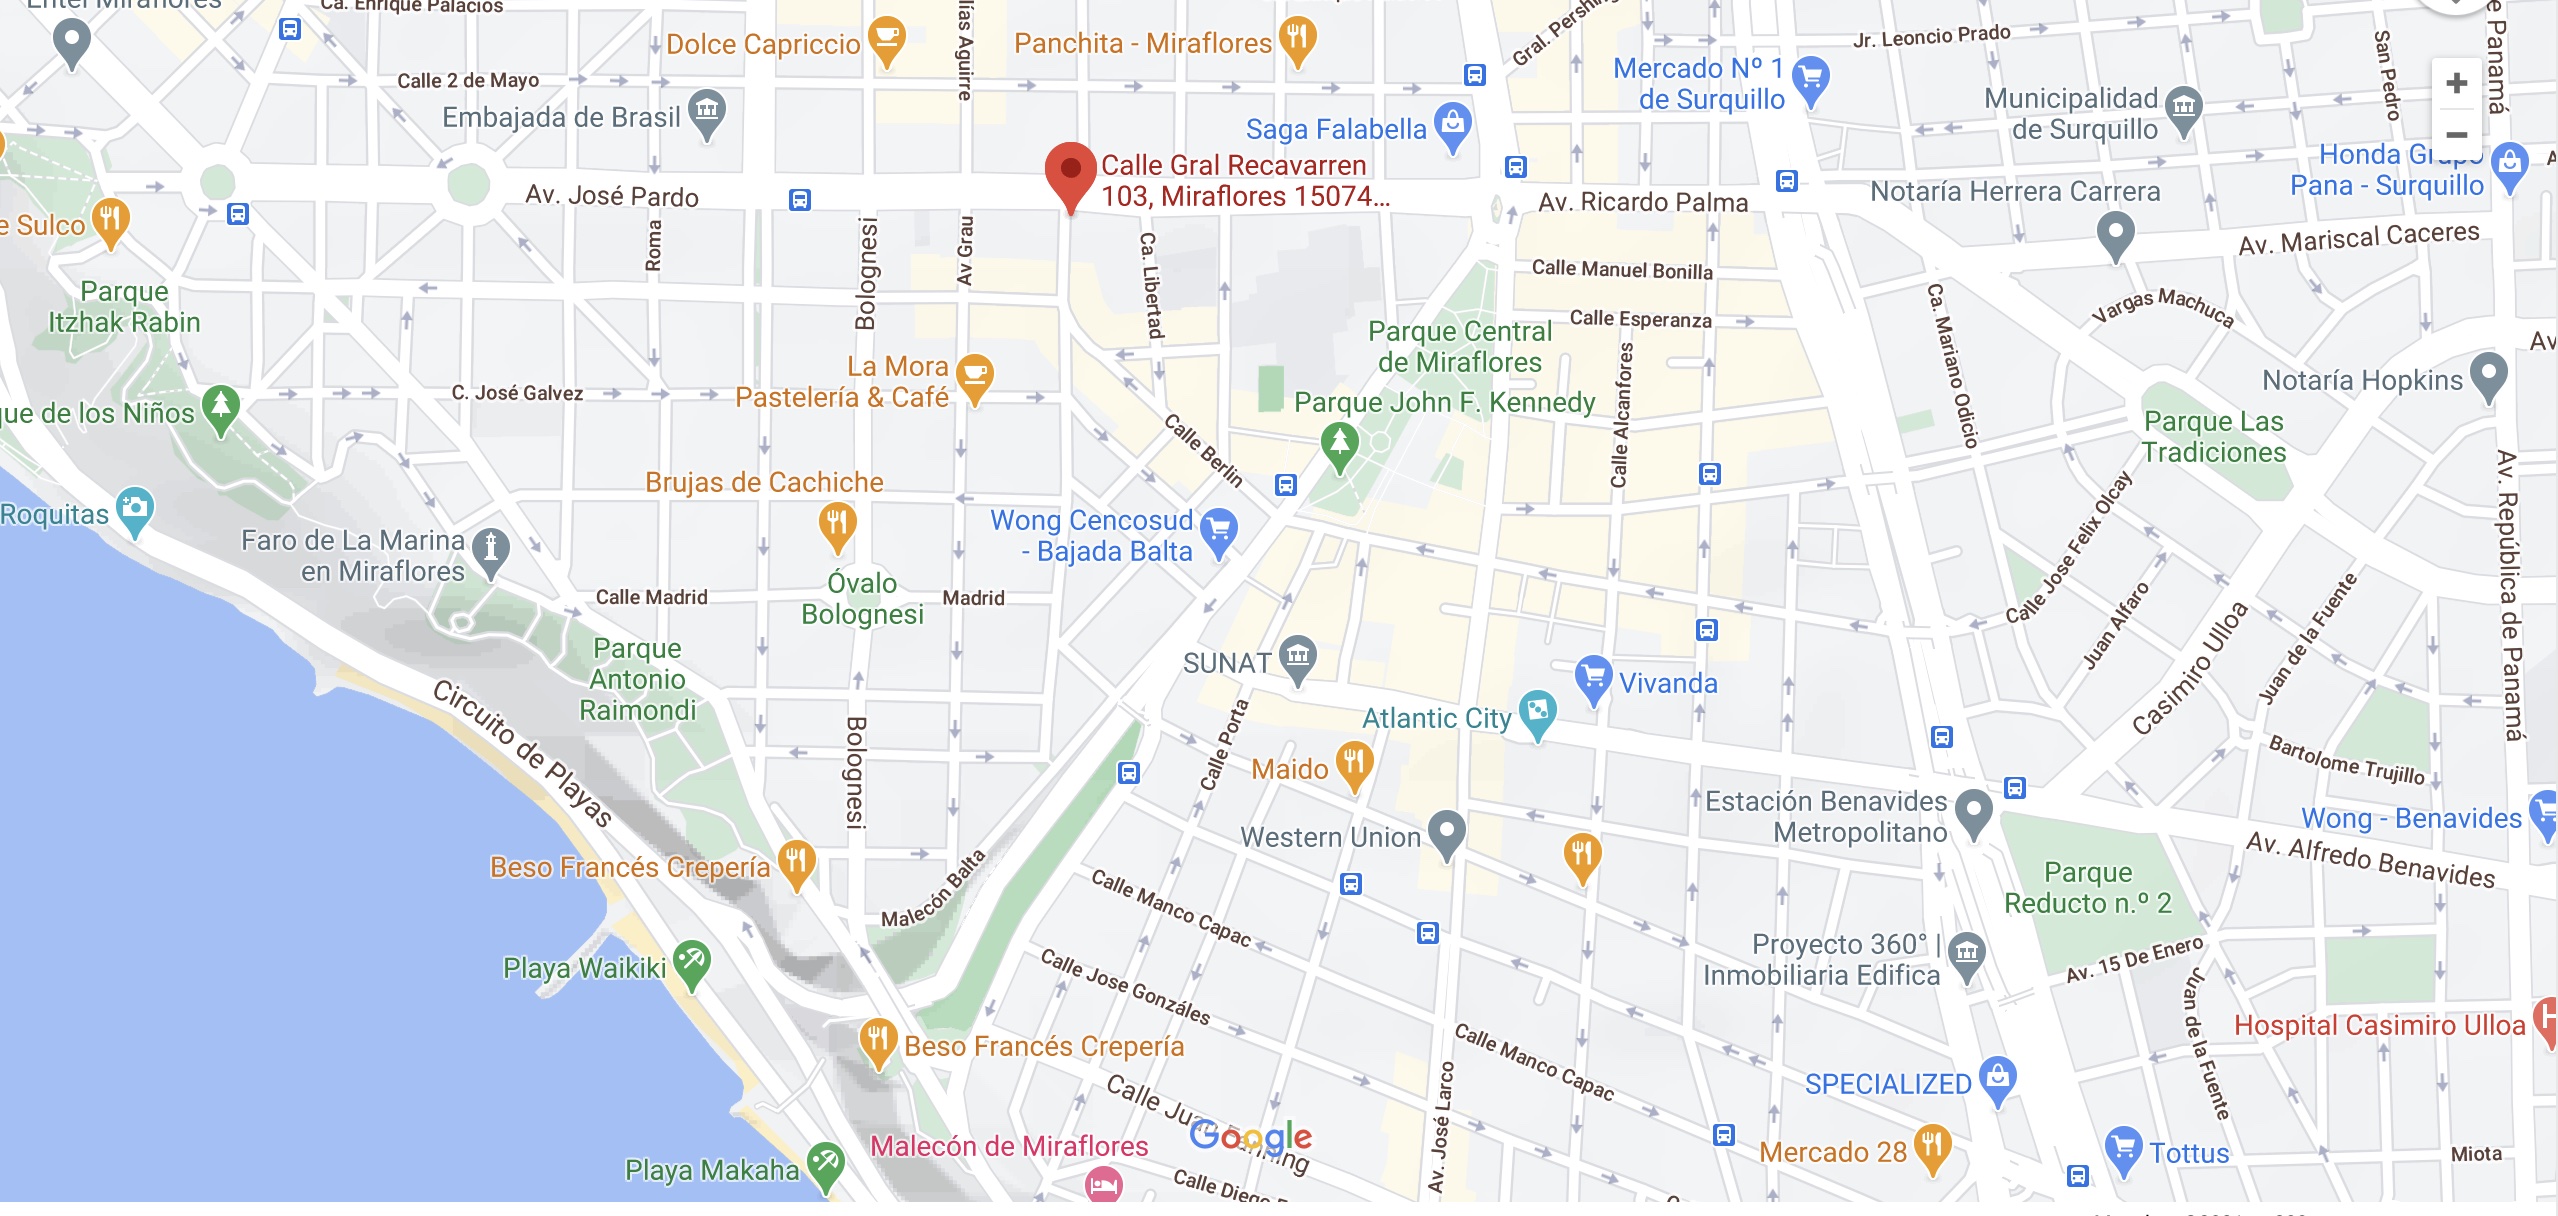 Entel Miraflores
Ca. Enrique Palacios
Dolce Capriccio
Panchita - Miraflores
Gral. Pershing
Jr. Leoncio Prado
San Pedro
Calle 2 de Mayo
Embajada de Brasil
Saga Falabella
Mercado Nº 1
de Surquillo
Municipalidad
de Surquillo
Honda Grupo
Pana - Surquillo
Calle Gral Recavarren
103, Miraflores 15074...
Av. José Pardo
Av. Ricardo Palma
Notaría Herrera Carrera
Av. Mariscal Caceres
e Sulco
Roma
Bolognesi
Av Grau
Ca. Libertad
Calle Manuel Bonilla
Calle Esperanza
Ca. Mariano Odicio
Vargas Machuca
Av
Parque
Itzhak Rabin
Parque Central
de Miraflores
Parque John F. Kennedy
Calle Alcanfores
La Mora
Pastelería & Café
C. José Galvez
que de los Niños
Calle Berlin
Notaría Hopkins
Parque Las
Tradiciones
Brujas de Cachiche
Roquitas
Faro de La Marina
en Miraflores
Wong Cencosud
- Bajada Balta
Óvalo
Bolognesi
Calle Madrid
Madrid
Calle Jose Felix Olcay
Juan Alfaro
Casimiro Ulloa
Juan de la Fuente
Av. República de Panamá
Parque
Antonio
Raimondi
Circuito de Playas
Bolognesi
SUNAT
Vivanda
Atlantic City
Calle Porta
Maido
Western Union
Estación Benavides
Metropolitano
Bartolome Trujillo
Wong - Benavides
Av. Alfredo Benavides
Beso Francés Crepería
Malecón Balta
Calle Manco Capac
Parque
Reducto n.º 2
Proyecto 360° |
Inmobiliaria Edifica
Av. 15 De Enero
Juan de la Fuente
Playa Waikiki
Calle Jose Gonzáles
Hospital Casimiro Ulloa
Beso Francés Crepería
Calle Manco Capac
Av. José Larco
SPECIALIZED
Calle Juan Fanning
Google
Malecón de Miraflores
Playa Makaha
Mercado 28
Tottus
Miota
Calle Diego